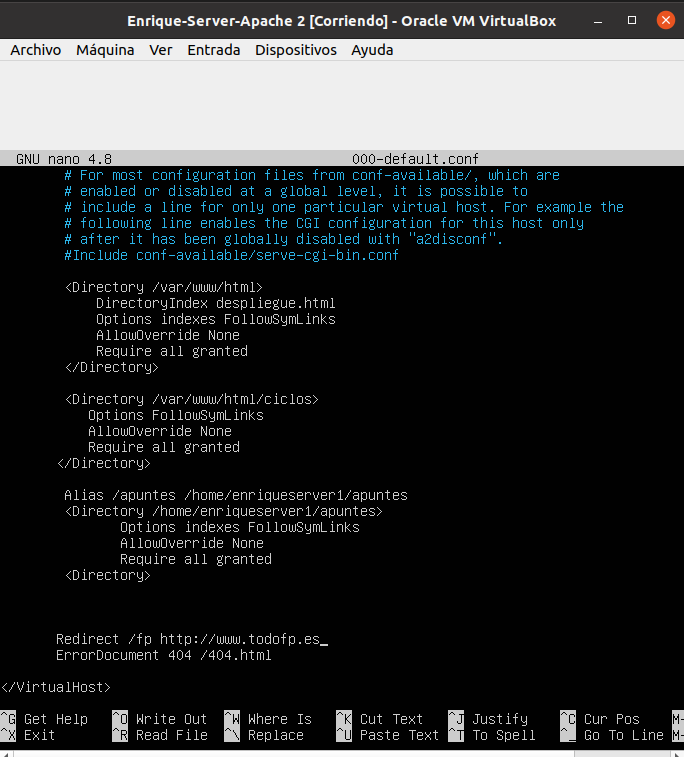 Enrique-Server-Apache 2 [Corriendo] - Oracle VM VirtualBox
Archivo Máquina Ver Entrada Dispositivos Ayuda
GNU nano 4.8 000-default.conf
# For most configuration files from conf-available/, which are
# enabled or disabled at a global level, it is possible to
# include a line for only one particular virtual host. For example the
# following line enables the CGI configuration for this host only
# after it has been globally disabled with "a2disconf".
#Include conf-available/serve-cgi-bin.conf
<Directory /var/www/html>
DirectoryIndex despliegue.html
Options indexes FollowSymLinks
AllowOverride None
Require all granted
</Directory>
<Directory /var/www/html/ciclos>
Options FollowSymLinks
AllowOverride None
Require all granted
</Directory>
Alias /apuntes /home/enriqueserver1/apuntes
<Directory /home/enriqueserver1/apuntes>
Options indexes FollowSymLinks
AllowOverride None
Require all granted
<Directory>
Redirect /fp http://www.todofp.es
ErrorDocument 404 /404.html
</VirtualHost>
^G Get Help ^O Write Out ^W Where Is ^K Cut Text ^J Justify ^C Cur Pos M-
^X Exit ^R Read File ^\ Replace ^U Paste Text ^T To Spell ^_ Go To Line M-